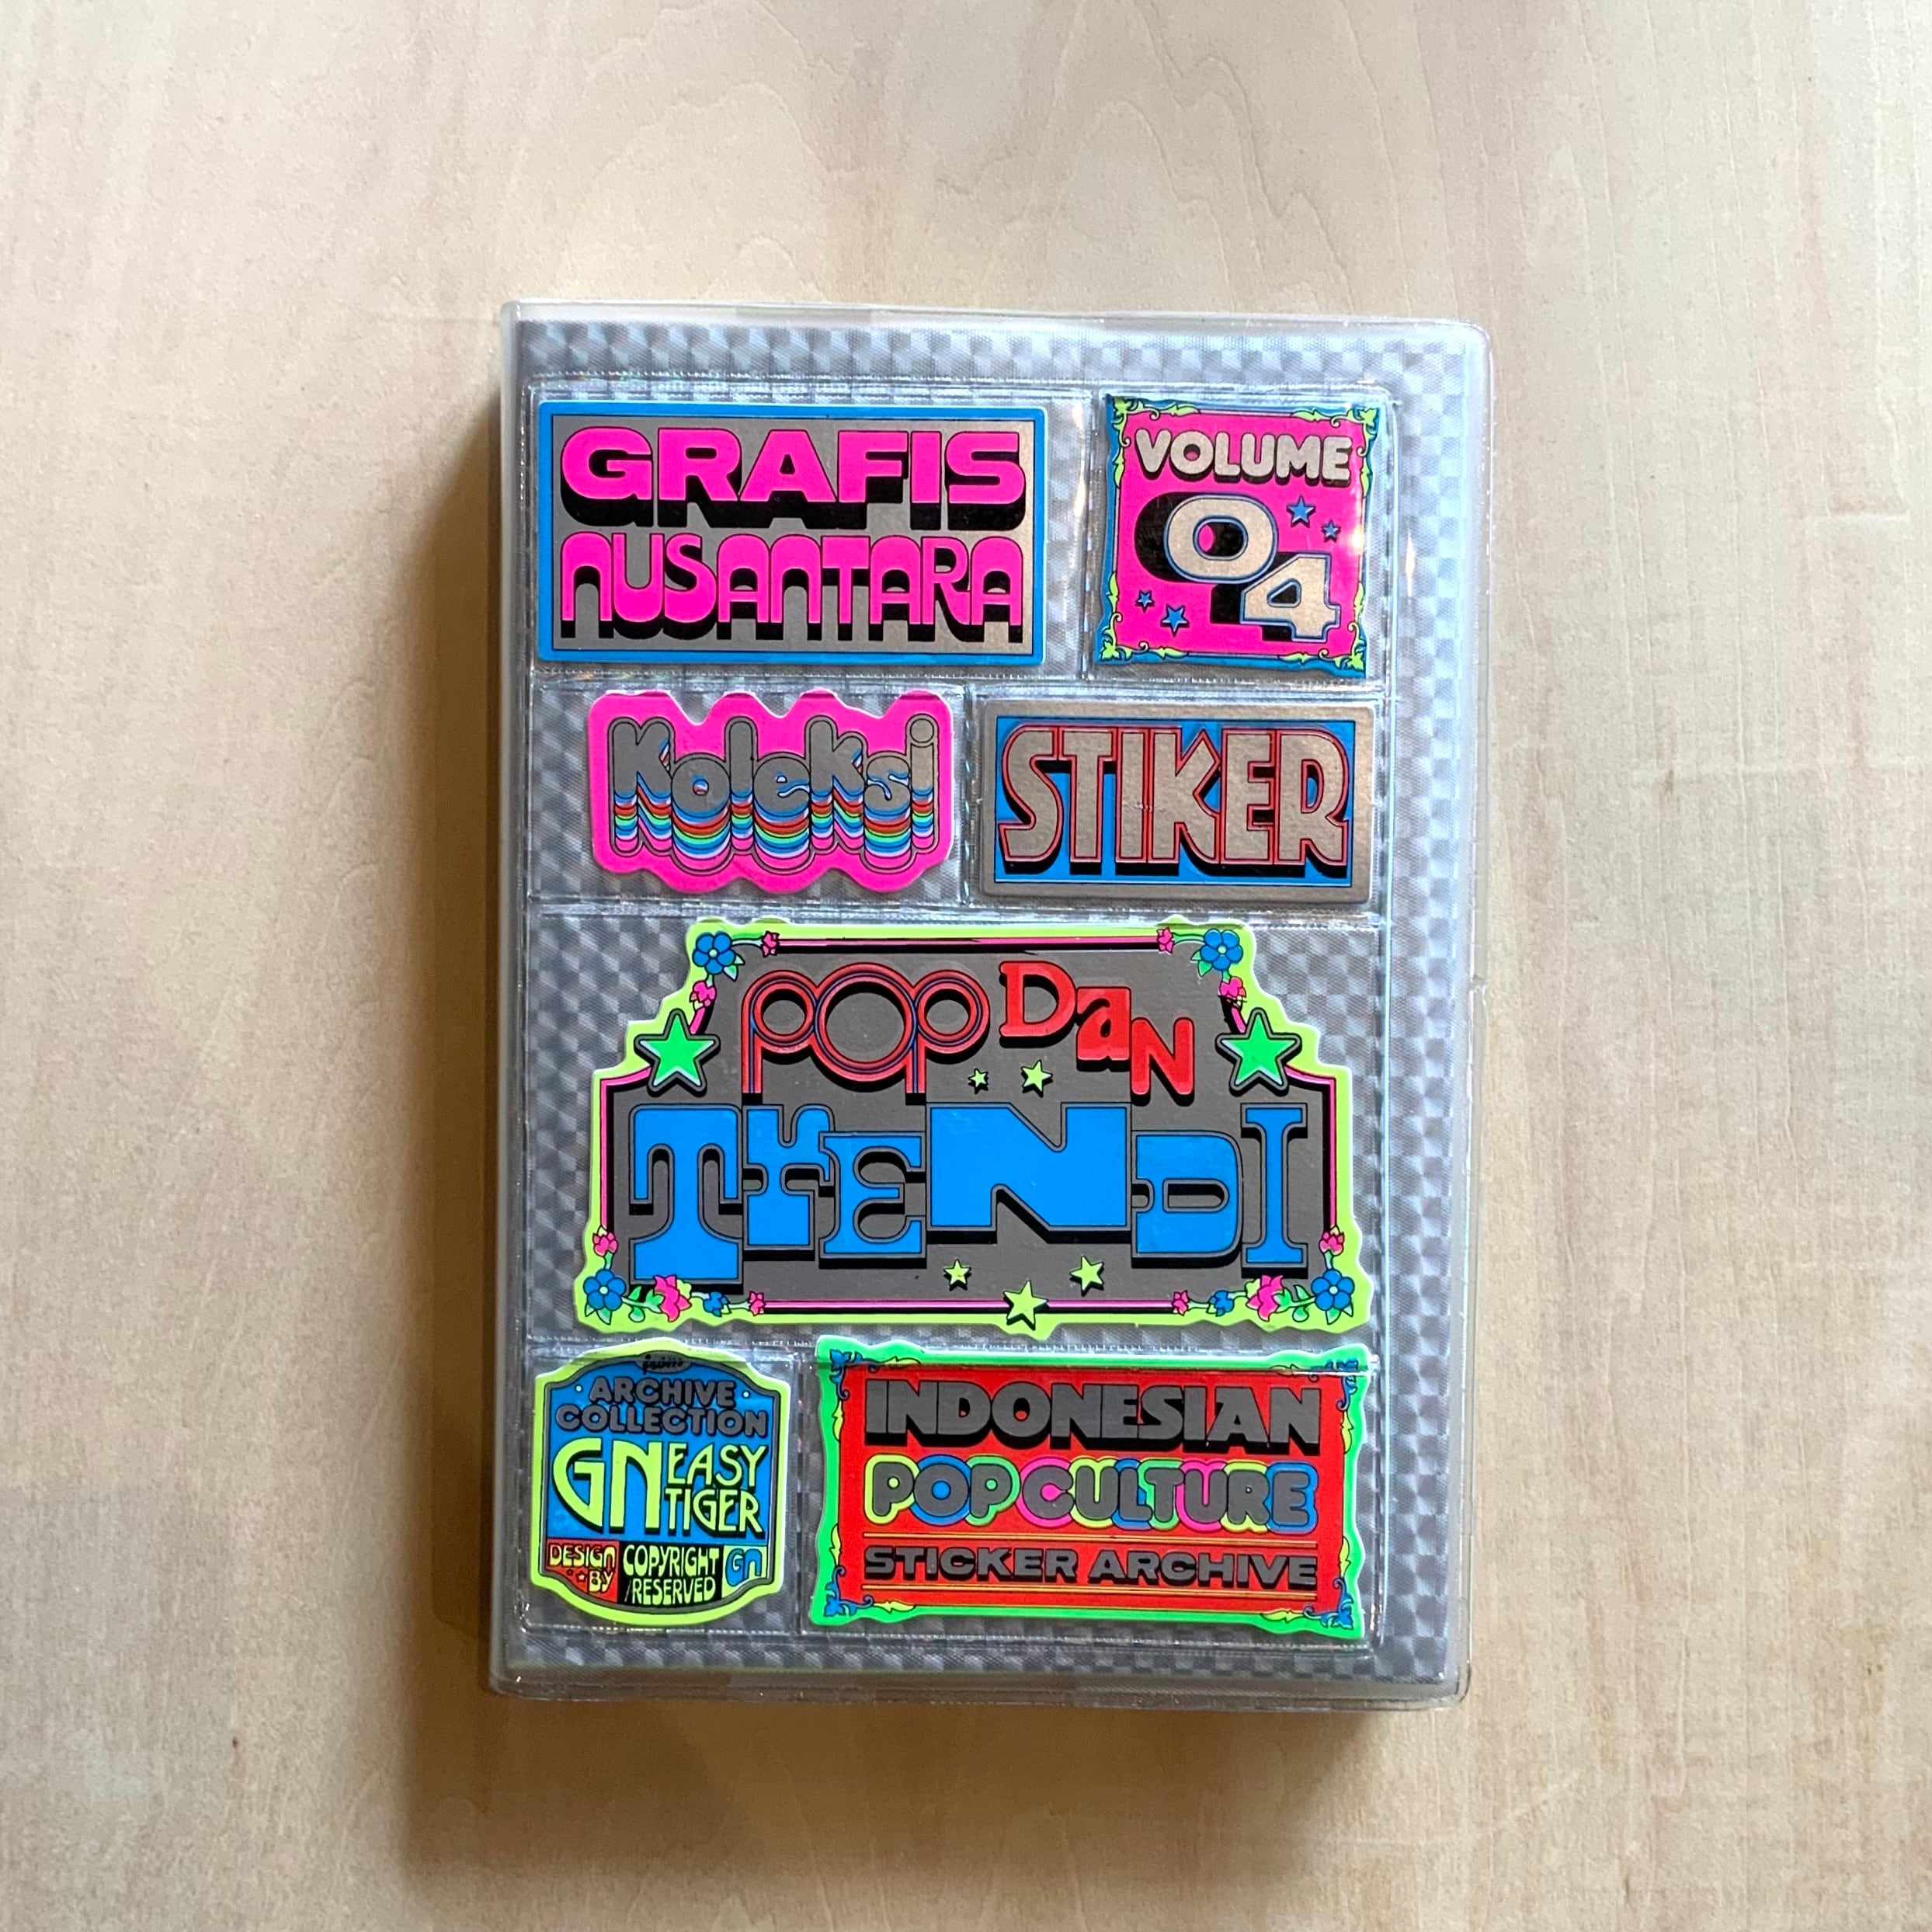 GRAFIS
NUSANTARA
VOLUME
04
Koleksi
STIKER
POP DaN
TrENDI
from
ARCHIVE
COLLECTION
GN EASY
TIGER
DESIGN
BY
COPYRIGHT
/RESERVED
GN
INDONESIAN
POP CULTURE
STICKER ARCHIVE